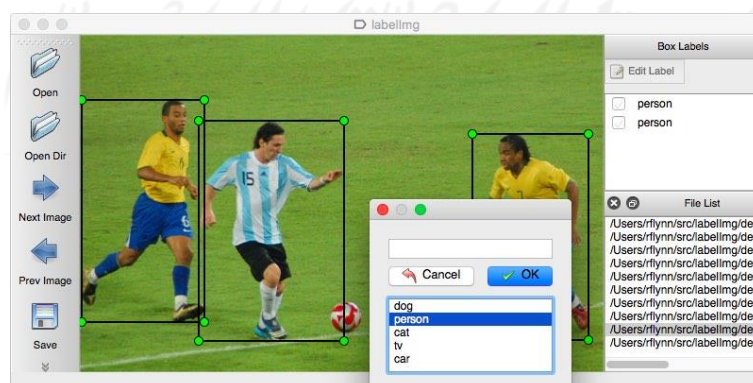 labelImg
Open
Open Dir
Next Image
Prev Image
Save
Box Labels
Edit Label
person
person
15
6
Cancel
OK
dog
person
cat
tv
car
File List
/Users/rflynn/src/labelImg/de
/Users/rflynn/src/labelImg/de
/Users/rflynn/src/labelImg/de
/Users/rflynn/src/labelImg/de
/Users/rflynn/src/labelImg/de
/Users/rflynn/src/labelImg/de
/Users/rflynn/src/labelImg/de
/Users/rflynn/src/labelImg/de
/Users/rflynn/src/labelImg/de
/Users/rflynn/src/labelImg/de